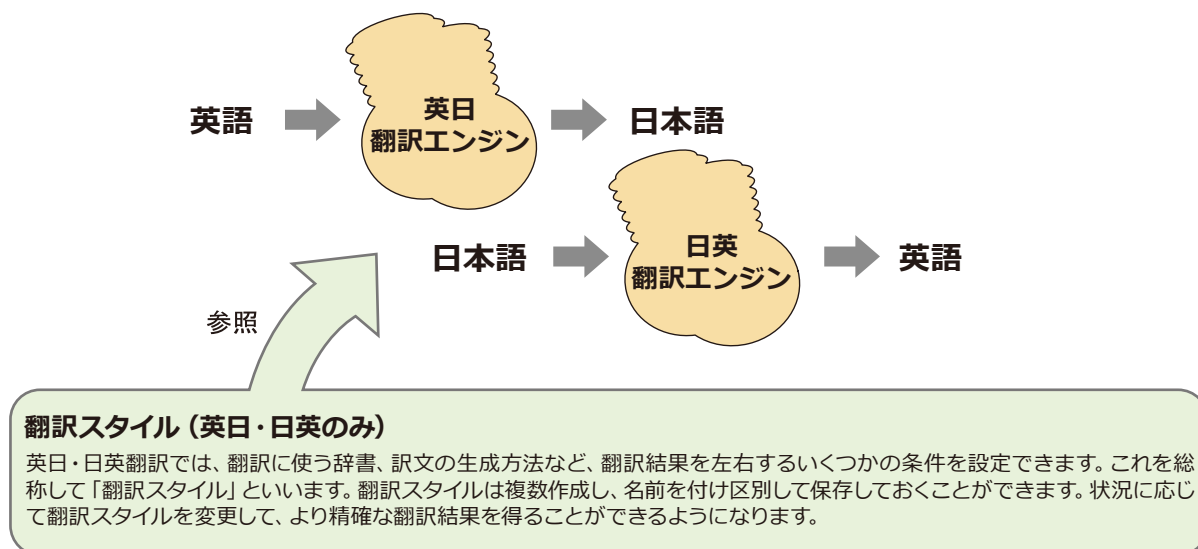 英語
英日
翻訳エンジン
日本語
日本語
日英
翻訳エンジン
英語
参照
翻訳スタイル（英日・日英のみ）
英日・日英翻訳では、翻訳に使う辞書、訳文の生成方法など、翻訳結果を左右するいくつかの条件を設定できます。これを総
称して「翻訳スタイル」といいます。翻訳スタイルは複数作成し、名前を付け区別して保存しておくことができます。状況に応じ
て翻訳スタイルを変更して、より精確な翻訳結果を得ることができるようになります。